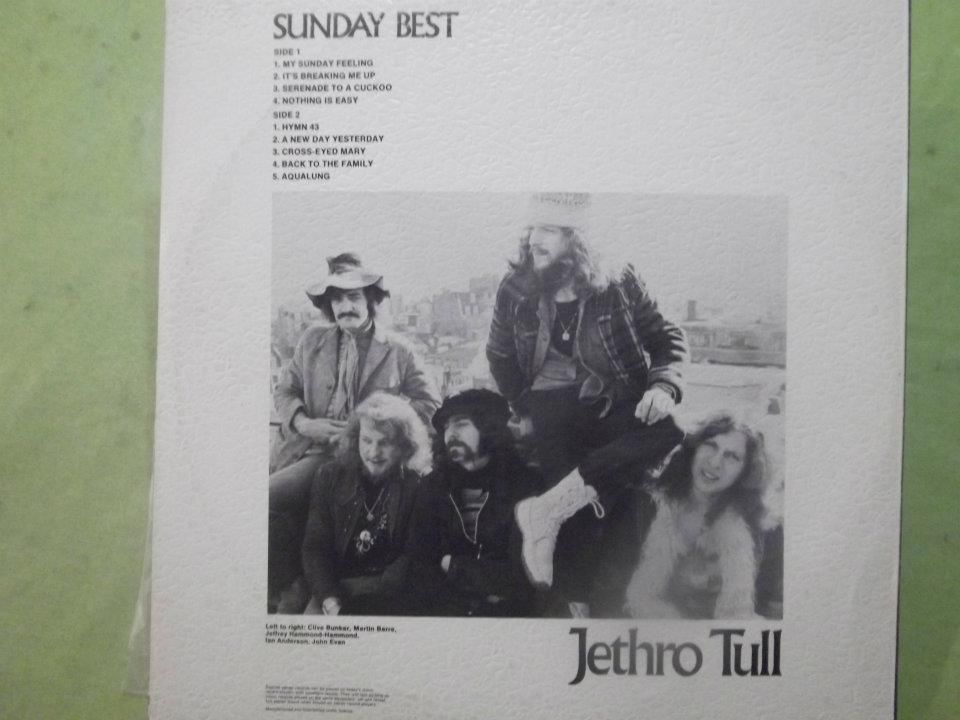 SUNDAY BEST
SIDE 1
1. MY SUNDAY FEELING
2. IT'S BREAKING ME UP
3. SERENADE TO A CUCKOO
4. NOTHING IS EASY
SIDE 2
1. HYMN 43
2. A NEW DAY YESTERDAY
3. CROSS-EYED MARY
4. BACK TO THE FAMILY
5. AQUALUNG
Left to right: Clive Bunker, Martin Barre,
Jeffrey Hammond-Hammond,
Ian Anderson, John Evan
Jethro Tull